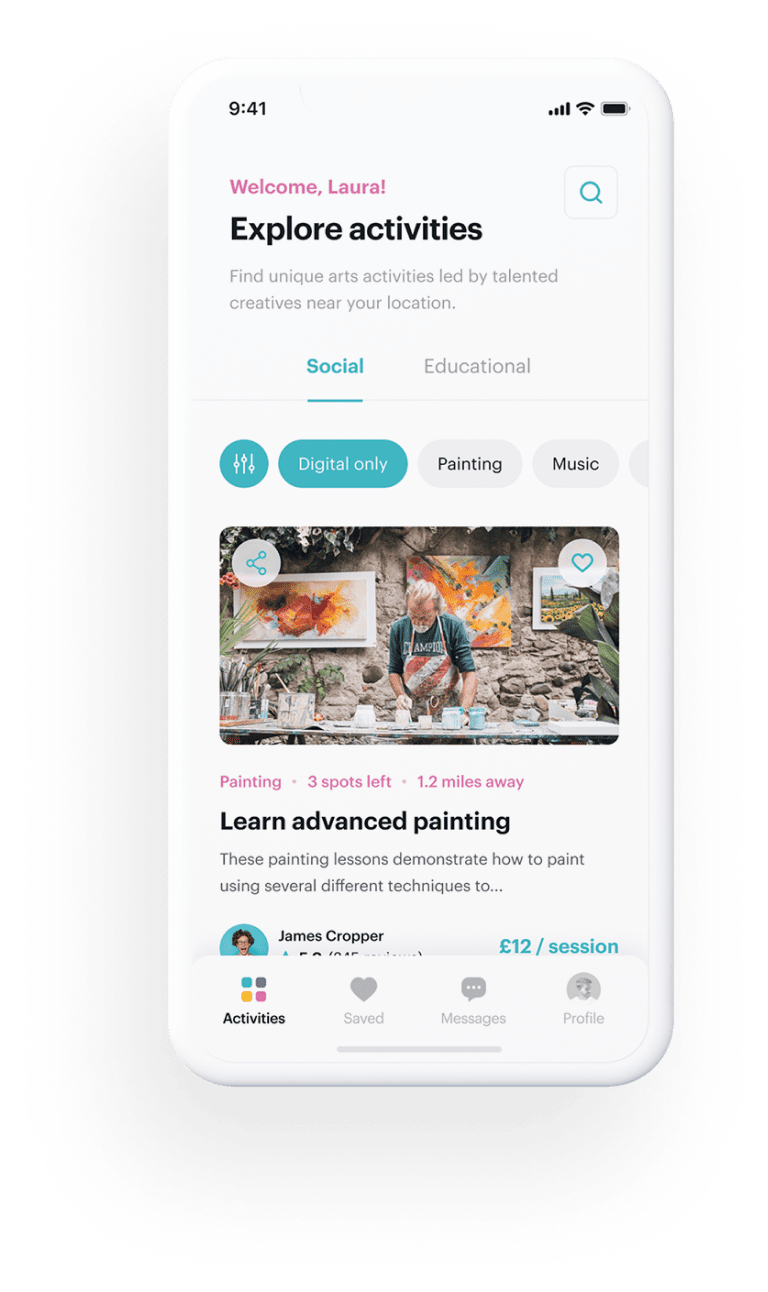 9:41
Welcome, Laura!
Explore activities
Find unique arts activities led by talented
creatives near your location.
Social Educational
Digital only Painting Music
CHAMPION
Painting • 3 spots left • 1.2 miles away
Learn advanced painting
These painting lessons demonstrate how to paint
using several different techniques to...
James Cropper
£12 / session
Activities Saved Messages Profile